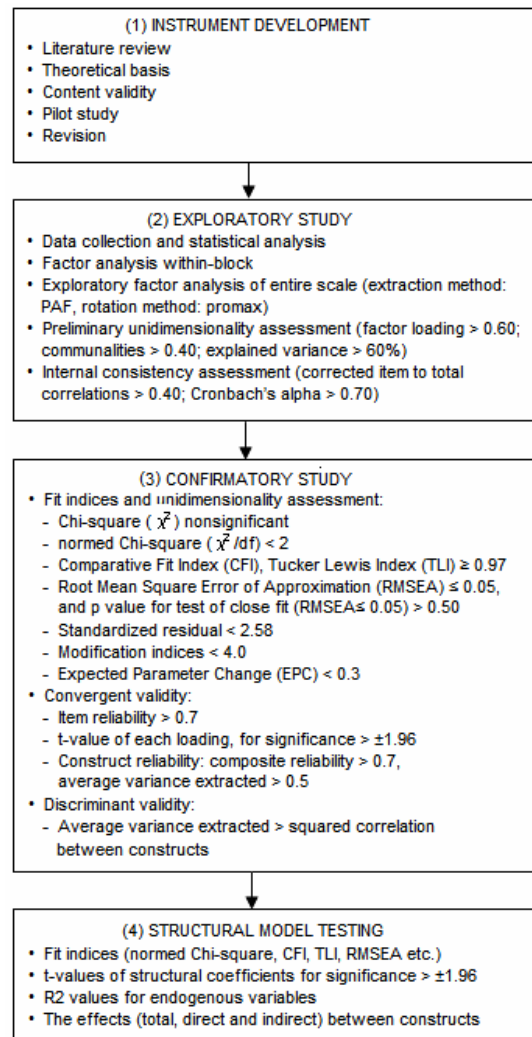 (1) INSTRUMENT DEVELOPMENT
• Literature review
• Theoretical basis
• Content validity
• Pilot study
• Revision
(2) EXPLORATORY STUDY
• Data collection and statistical analysis
• Factor analysis within-block
• Exploratory factor analysis of entire scale (extraction method:
PAF, rotation method: promax)
• Preliminary unidimensionality assessment (factor loading > 0.60;
communalities > 0.40; explained variance > 60%)
• Internal consistency assessment (corrected item to total
correlations > 0.40; Cronbach's alpha > 0.70)
(3) CONFIRMATORY STUDY
• Fit indices and unidimensionality assessment:
- Chi-square ( χ² ) nonsignificant
- normed Chi-square ( χ² /df) < 2
- Comparative Fit Index (CFI), Tucker Lewis Index (TLI) ≥ 0.97
- Root Mean Square Error of Approximation (RMSEA) ≤ 0.05,
and p value for test of close fit (RMSEA≤ 0.05) > 0.50
- Standardized residual < 2.58
- Modification indices < 4.0
- Expected Parameter Change (EPC) < 0.3
• Convergent validity:
- Item reliability > 0.7
- t-value of each loading, for significance > ±1.96
- Construct reliability: composite reliability > 0.7,
average variance extracted > 0.5
• Discriminant validity:
- Average variance extracted > squared correlation
between constructs
(4) STRUCTURAL MODEL TESTING
• Fit indices (normed Chi-square, CFI, TLI, RMSEA etc.)
• t-values of structural coefficients for significance > ±1.96
• R2 values for endogenous variables
• The effects (total, direct and indirect) between constructs